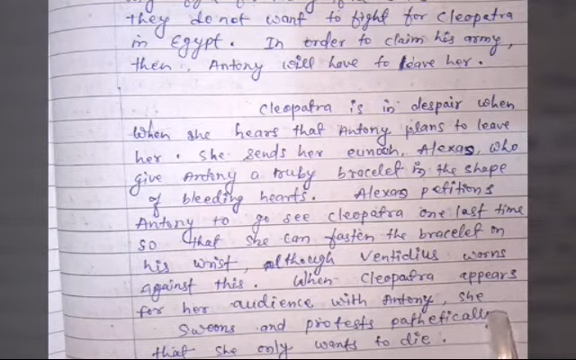 they do not want to fight for Cleopatra
in Egypt. In order to claim his army,
then, Antony will have to leave her.
Cleopatra is in despair when
when she hears that Antony plans to leave
her. She sends her eunoch, Alexas, who
give Antony a ruby bracelet in the shape
of bleeding hearts. Alexas petitions
Antony to go see cleopatra one last time
so that she can fasten the bracelet on
his wrist, although Ventidius warns
against this. When Cleopatra appears
for her audience with Antony, she
swoons and protests pathetically
that she only wants to die.